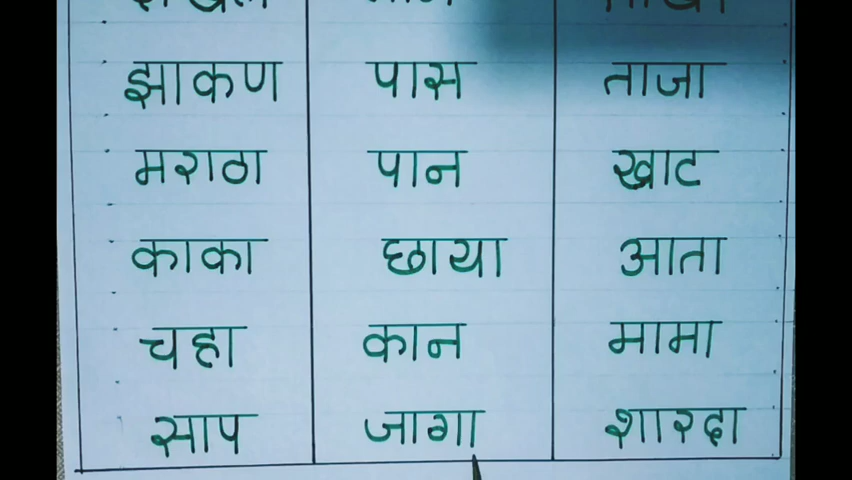 झाकण पास ताजा
मराठा पान खाट
काका छाया आता
चहा कान मामा
साप जागा शारदा